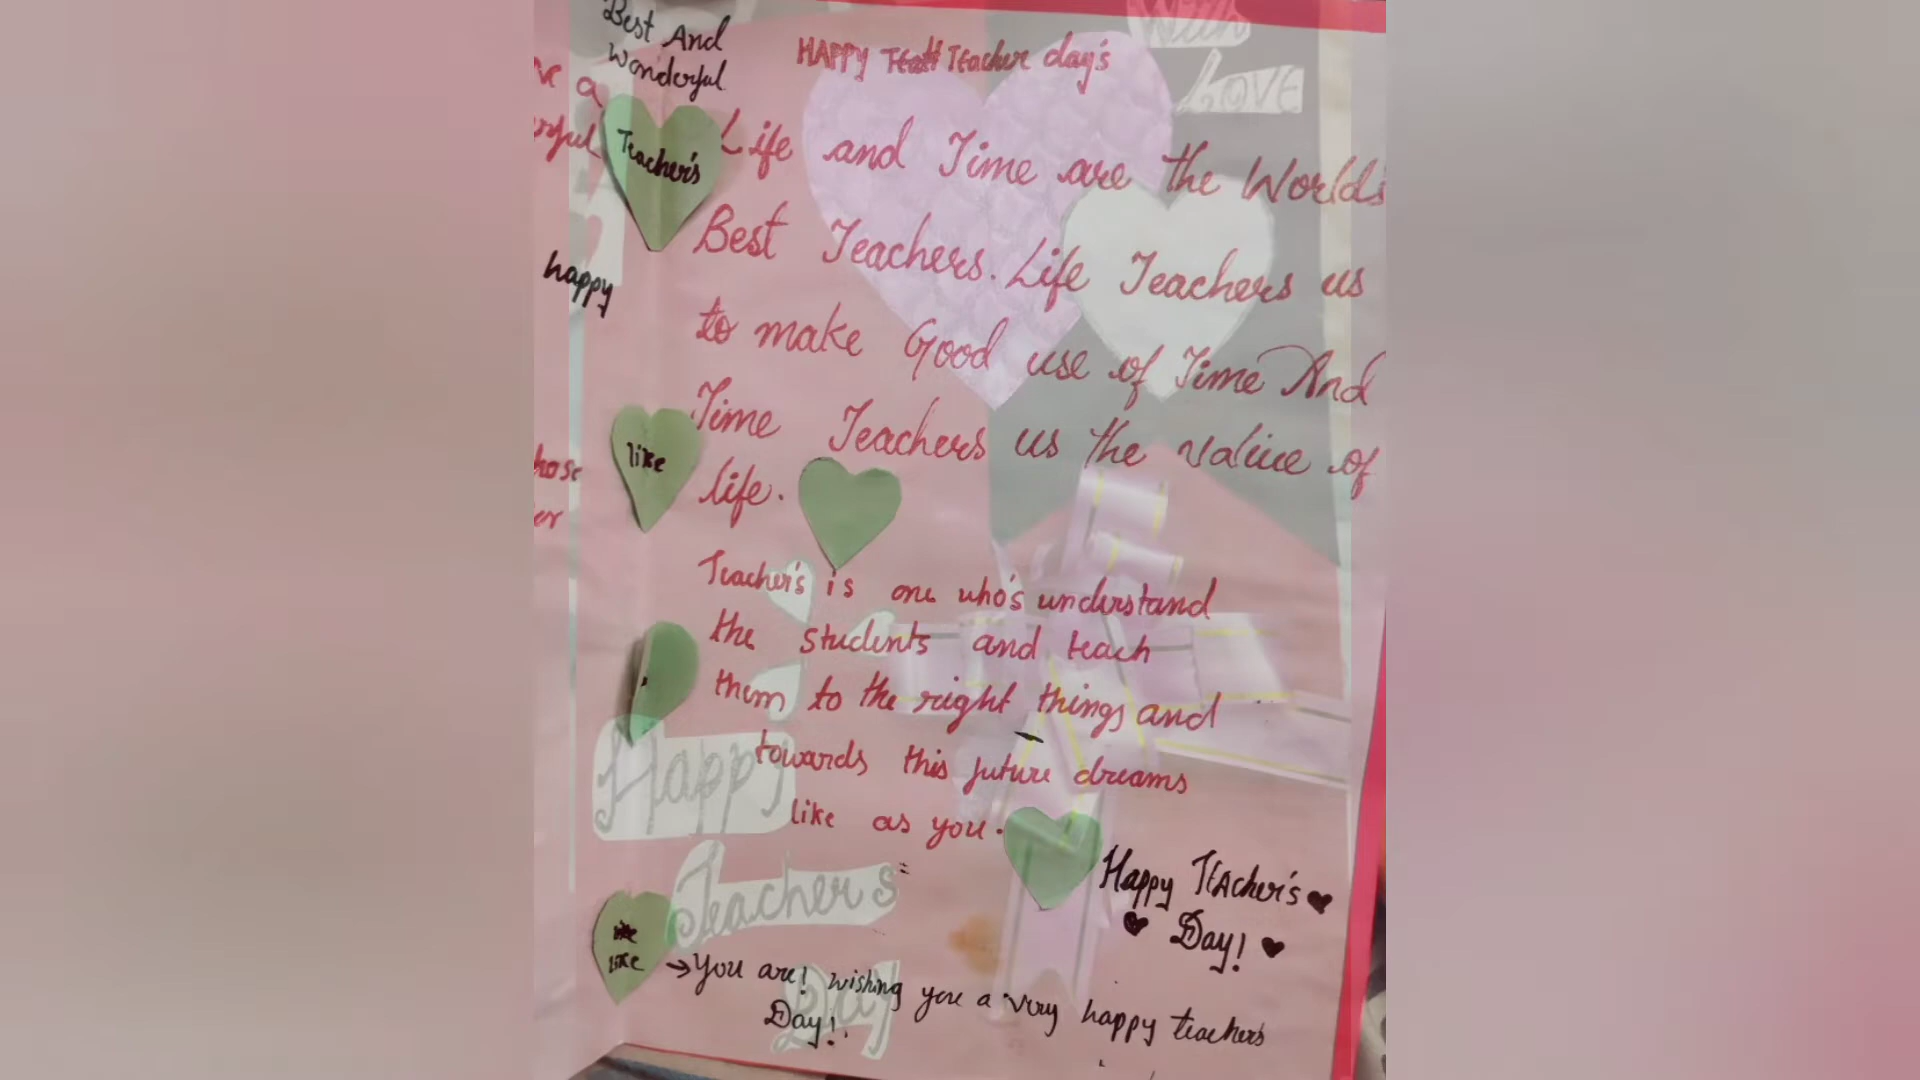 Best And
Wonderful
Teacher's
happy
like
like
HAPPY Teacher day's
Life and Time are the Worlds
Best Teachers. Life Teachers us
to make Good use of Time And
Time Teachers us the value of
life.
Teacher's is one who's understand
the students and teach
them to the right things and
towards this future dreams
like as you.
Happy Teacher's
Day!
→ You are! wishing you a very happy teachers
Day!
With
Love
Happy
Teacher's
Day